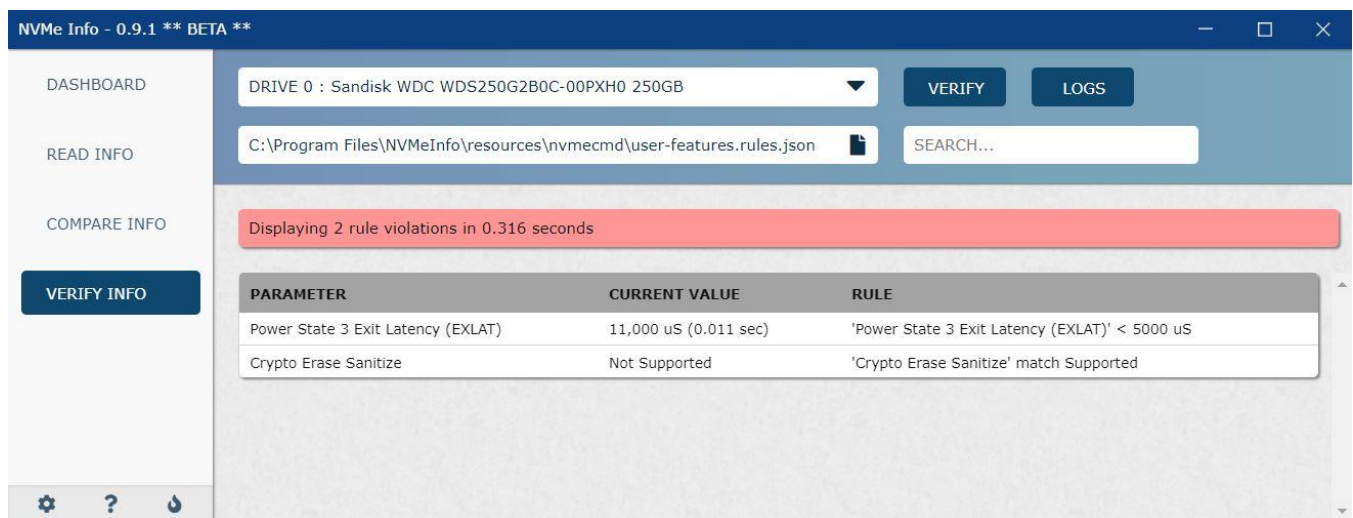 NVMe Info - 0.9.1 ** BETA **
DASHBOARD
READ INFO
COMPARE INFO
VERIFY INFO
DRIVE 0 : Sandisk WDC WDS250G2B0C-00PXH0 250GB
VERIFY
LOGS
C:\Program Files\NVMeInfo\resources\nvmecmd\user-features.rules.json
SEARCH...
Displaying 2 rule violations in 0.316 seconds
PARAMETER CURRENT VALUE RULE
Power State 3 Exit Latency (EXLAT) 11,000 uS (0.011 sec) 'Power State 3 Exit Latency (EXLAT)' < 5000 uS
Crypto Erase Sanitize Not Supported 'Crypto Erase Sanitize' match Supported